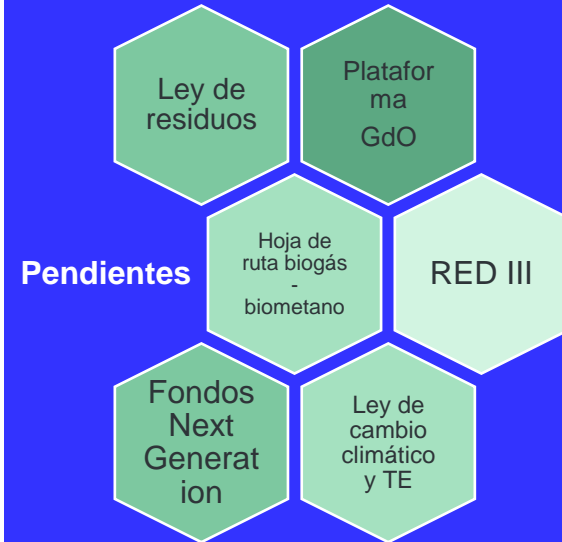 Ley de
residuos
Platafor
ma
GdO
Pendientes
Hoja de
ruta biogás
-
biometano
RED III
Fondos
Next
Generat
ion
Ley de
cambio
climático
y TE